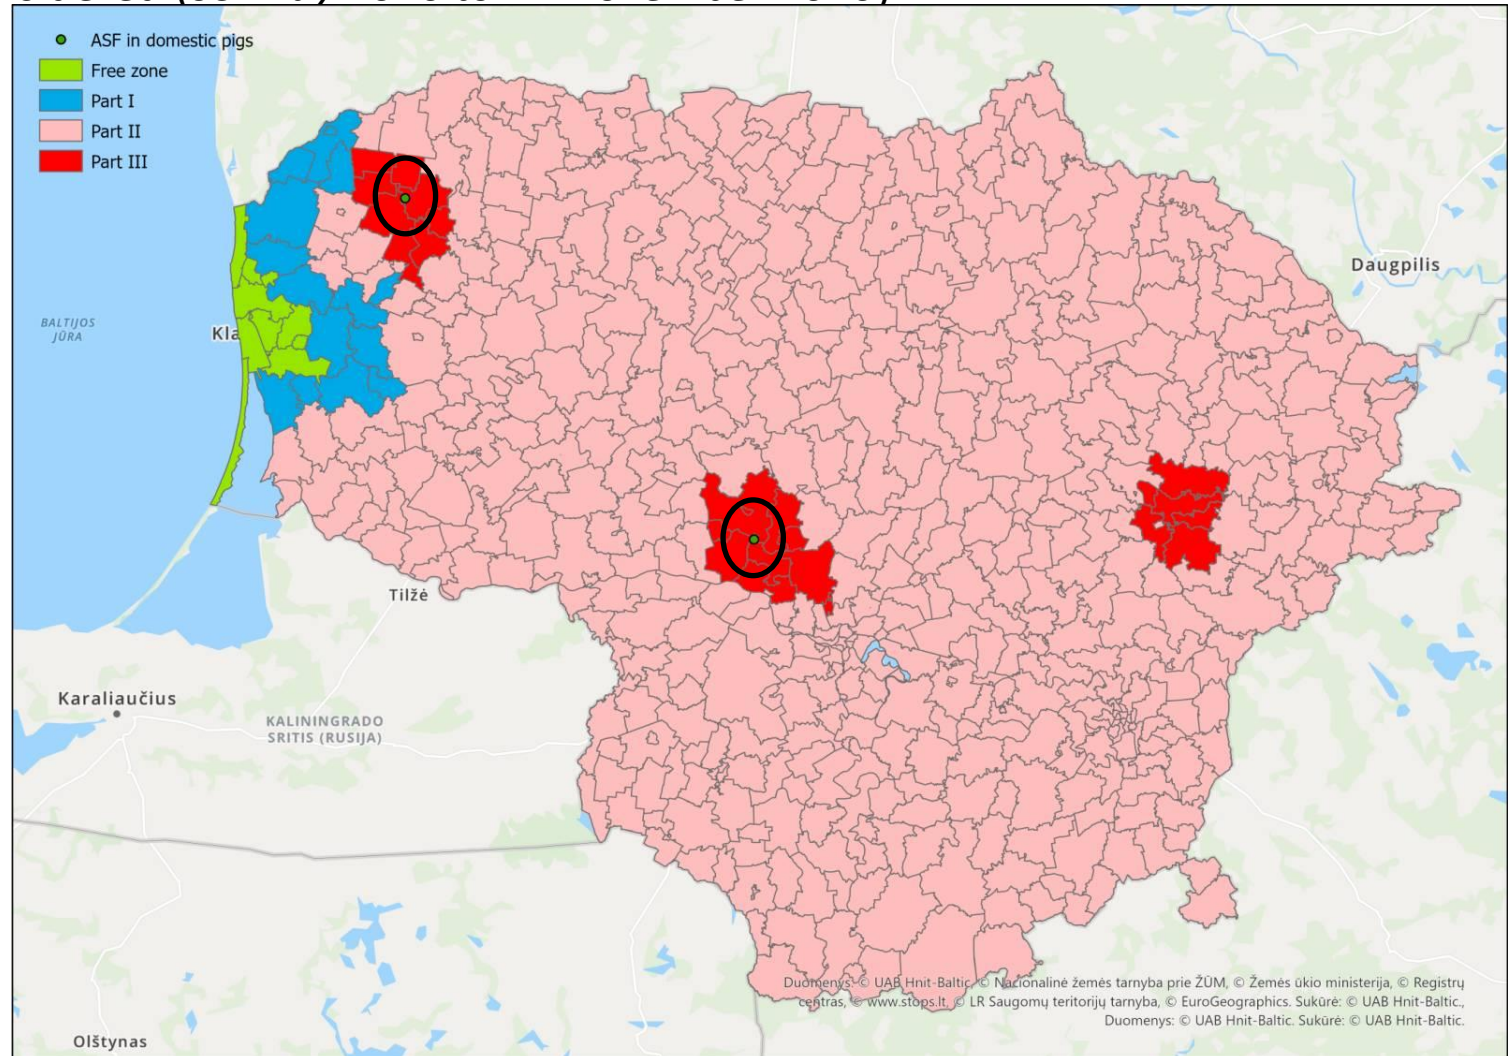 ASF in domestic pigs
Free zone
Part I
Part II
Part III
Daugpilis
BALTIJOS
JŪRA
Kla
Tilžė
Karaliaučius
KALININGRADO
SRITIS (RUSIJA)
Duomenys: © UAB Hnit-Baltic, © Nacionalinė žemės tarnyba prie ŽŪM, © Žemės ūkio ministerija, © Registrų
centras, © www.stops.lt, © LR Saugomų teritorijų tarnyba, © EuroGeographics. Sukūrė: © UAB Hnit-Baltic.,
Duomenys: © UAB Hnit-Baltic. Sukūrė: © UAB Hnit-Baltic.
Olštynas